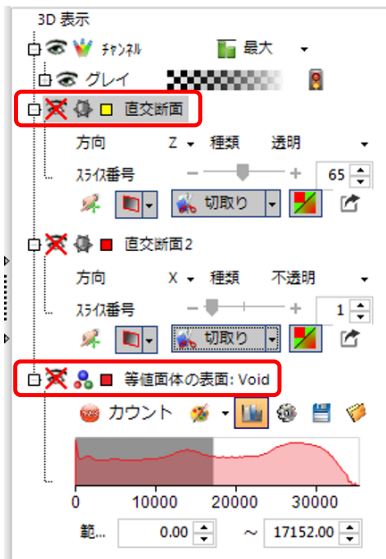 3D 表示
チャンネル 最大
グレイ
直交断面
方向 Z 種類 透明
スライス番号 − + 65
切取り
直交断面2
方向 X 種類 不透明
スライス番号 − + 1
切取り
等値面体の表面: Void
カウント
0 10000 20000 30000
範... 0.00 ～ 17152.00